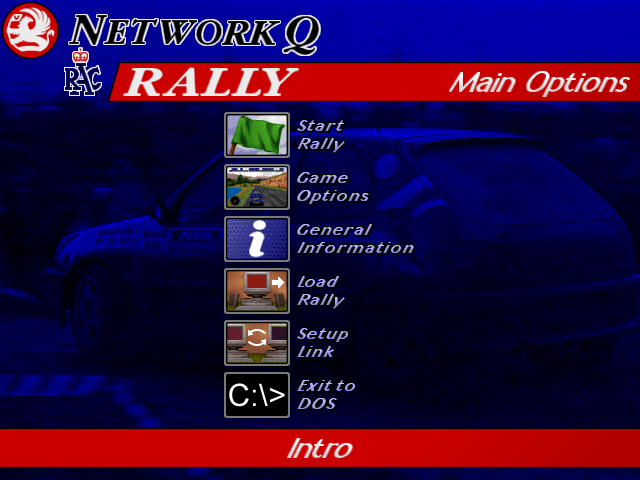 NETWORK Q
RAC RALLY
Main Options
Start
Rally
Game
Options
General
Information
Load
Rally
Setup
Link
C:\>
Exit to
DOS
Intro